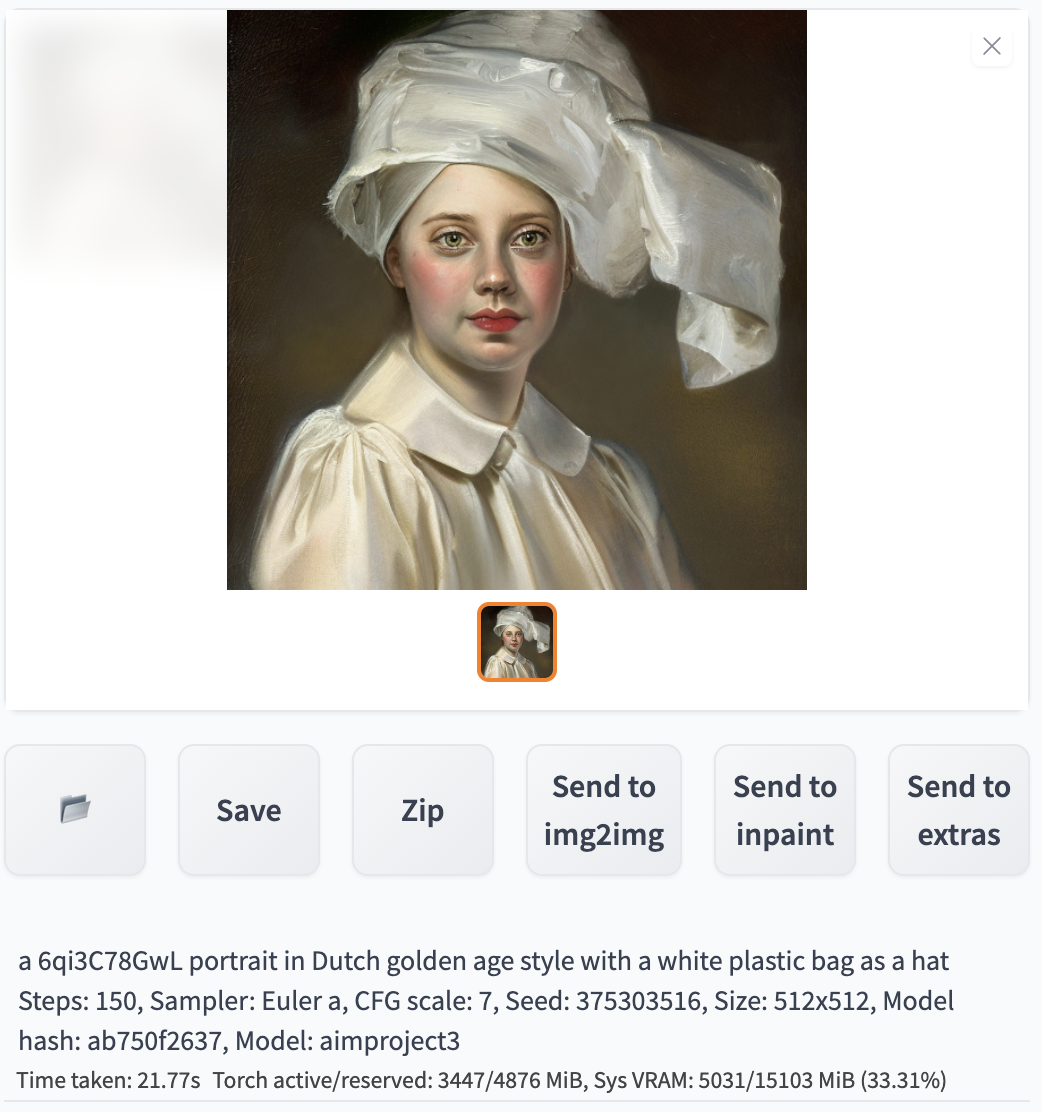 Save
Zip
Send to
img2img
Send to
inpaint
Send to
extras
a 6qi3C78GwL portrait in Dutch golden age style with a white plastic bag as a hat
Steps: 150, Sampler: Euler a, CFG scale: 7, Seed: 375303516, Size: 512x512, Model
hash: ab750f2637, Model: aimproject3
Time taken: 21.77s Torch active/reserved: 3447/4876 MiB, Sys VRAM: 5031/15103 MiB (33.31%)